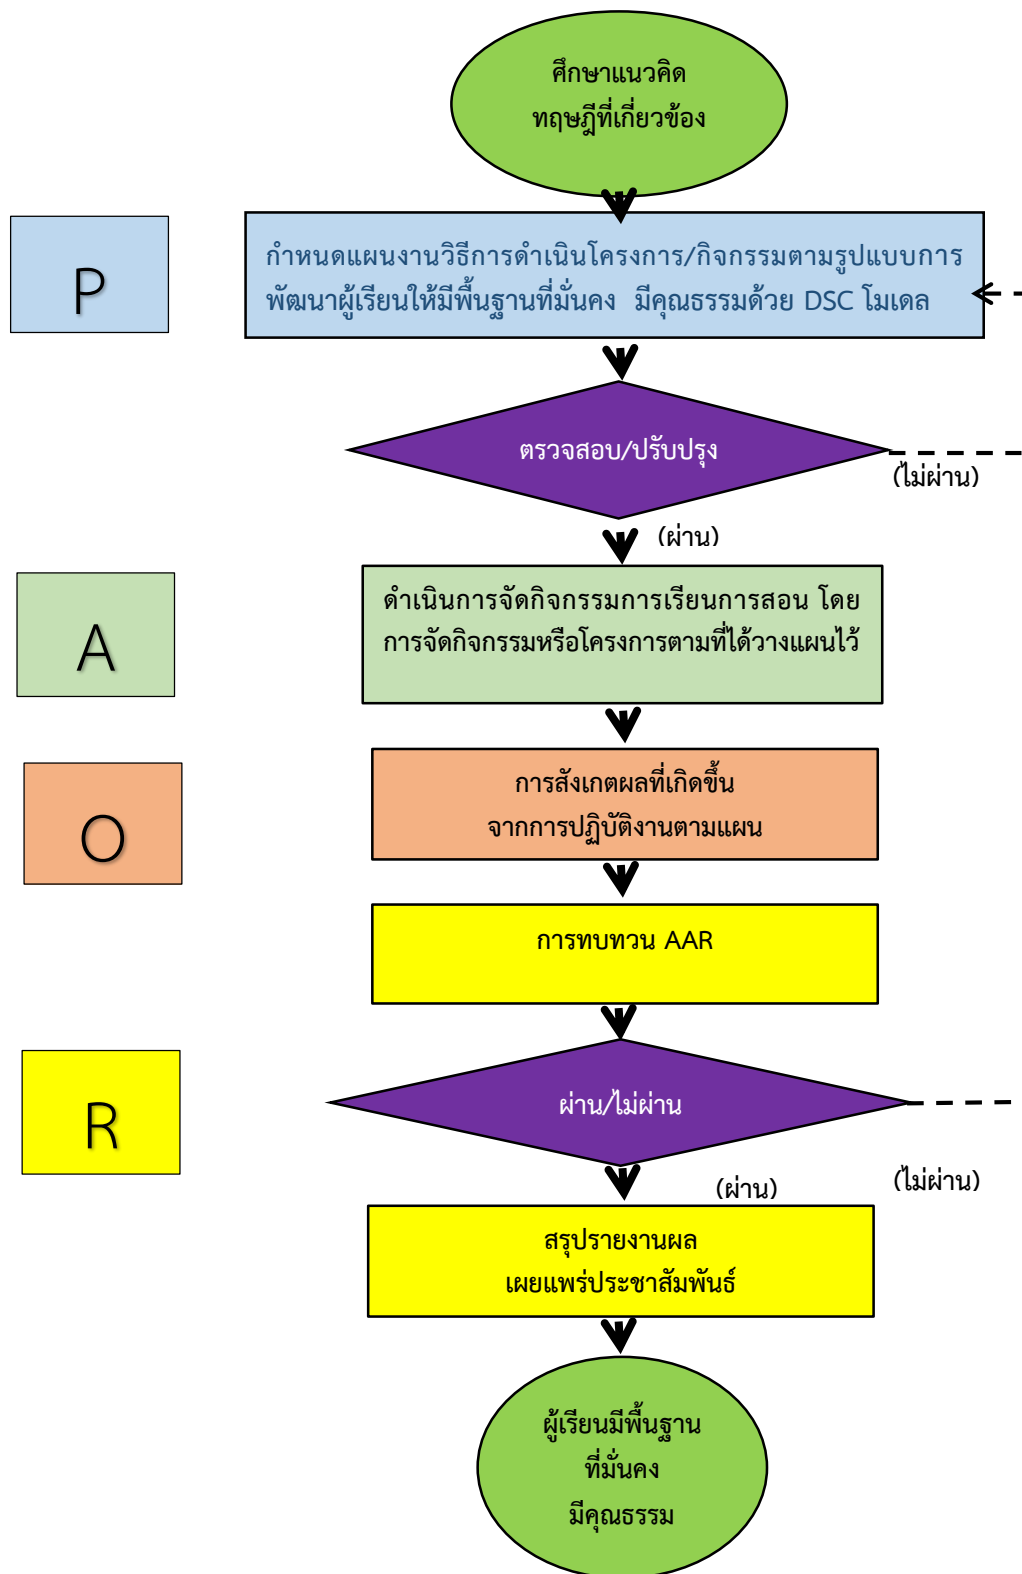 ศึกษาแนวคิด
ทฤษฎีที่เกี่ยวข้อง
P
กำหนดแผนงานวิธีการดำเนินโครงการ/กิจกรรมตามรูปแบบการ
พัฒนาผู้เรียนให้มีพื้นฐานที่มั่นคง มีคุณธรรมด้วย DSC โมเดล
ตรวจสอบ/ปรับปรุง
(ไม่ผ่าน)
(ผ่าน)
A
ดำเนินการจัดกิจกรรมการเรียนการสอน โดย
การจัดกิจกรรมหรือโครงการตามที่ได้วางแผนไว้
O
การสังเกตผลที่เกิดขึ้น
จากการปฏิบัติงานตามแผน
การทบทวน AAR
R
ผ่าน/ไม่ผ่าน
(ผ่าน)
(ไม่ผ่าน)
สรุปรายงานผล
เผยแพร่ประชาสัมพันธ์
ผู้เรียนมีพื้นฐาน
ที่มั่นคง
มีคุณธรรม